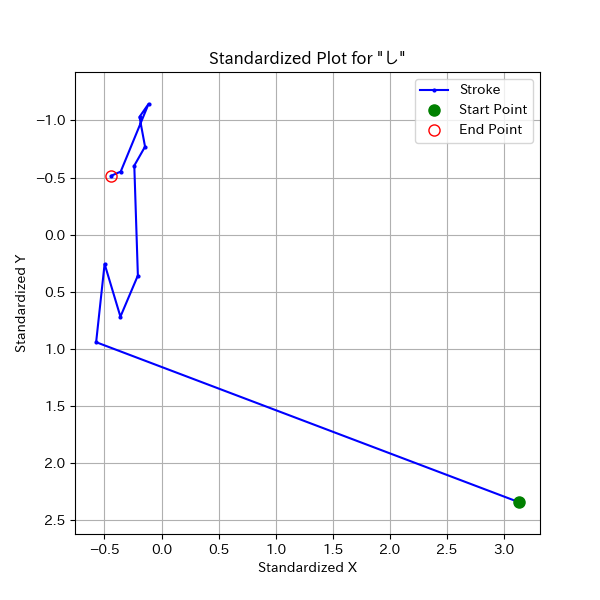 Standardized Plot for "し"
Stroke
Start Point
End Point
−1.0
−0.5
0.0
0.5
1.0
1.5
2.0
2.5
Standardized Y
−0.5 0.0 0.5 1.0 1.5 2.0 2.5 3.0
Standardized X